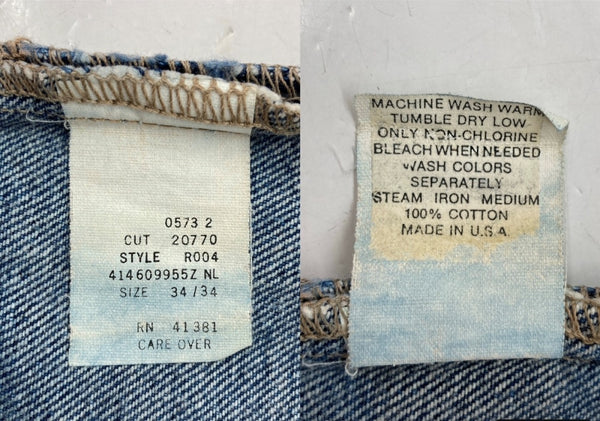 0573 2
CUT 20770
STYLE R004
414609955Z NL
SIZE 34/34
RN 41381
CARE OVER
MACHINE WASH WARM
TUMBLE DRY LOW
ONLY NON-CHLORINE
BLEACH WHEN NEEDED
WASH COLORS
SEPARATELY
STEAM IRON MEDIUM
100% COTTON
MADE IN U.S.A.